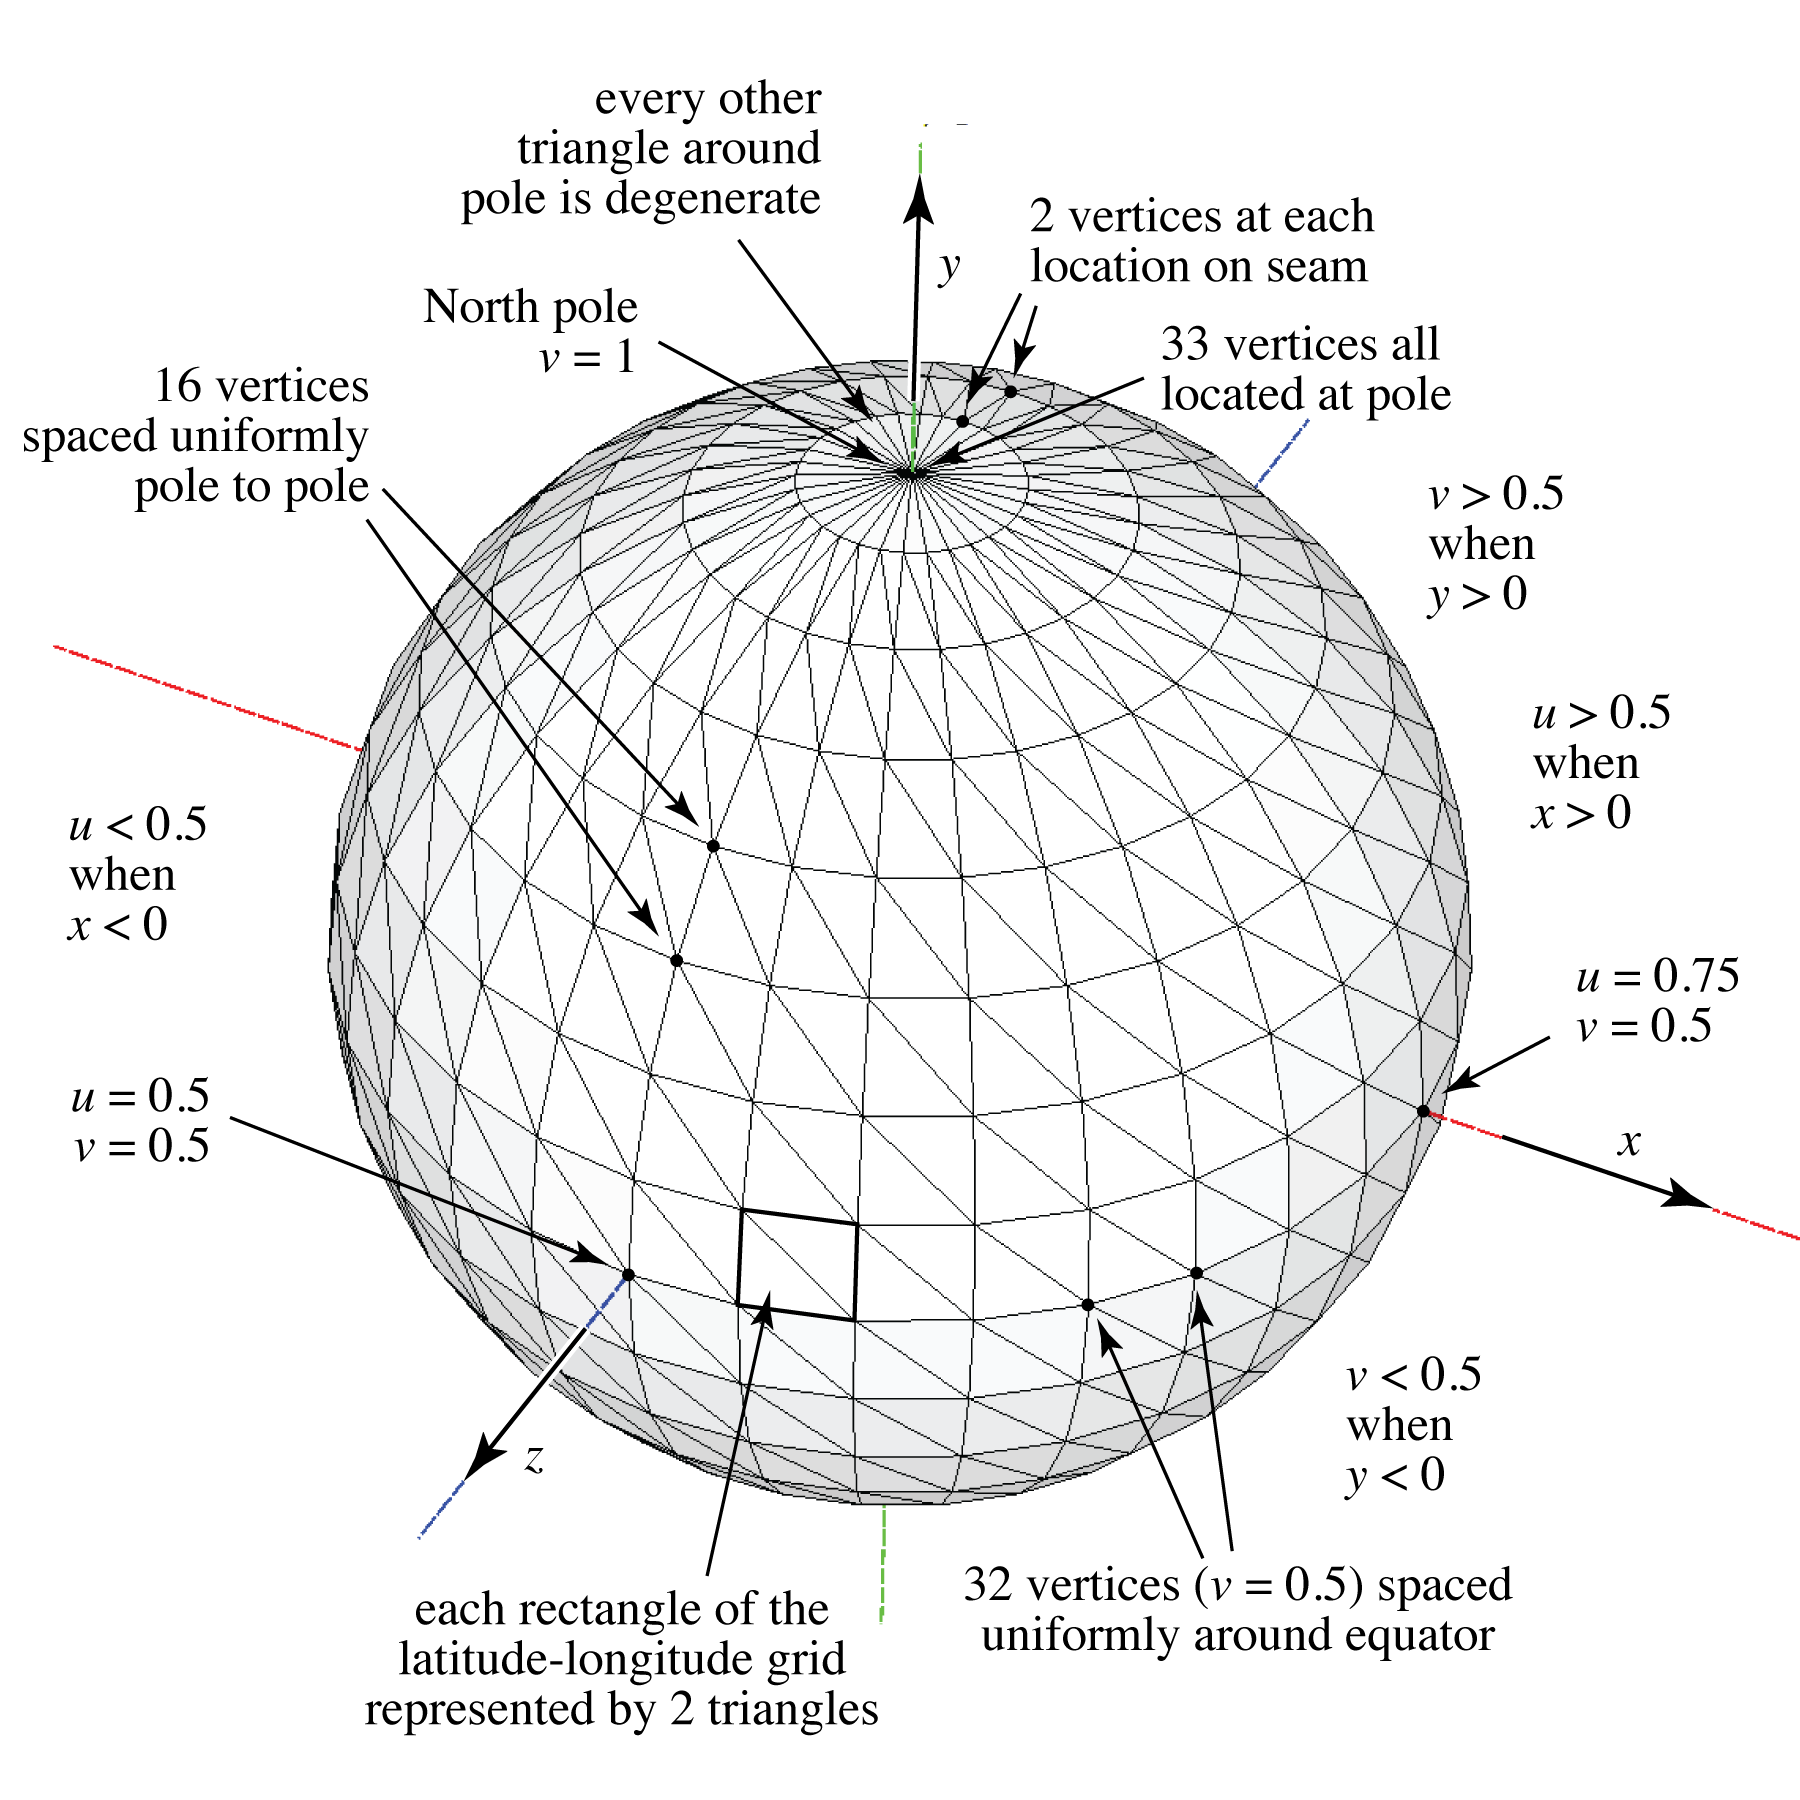 every other
triangle around
pole is degenerate
2 vertices at each
location on seam
y
North pole
v = 1
33 vertices all
located at pole
16 vertices
spaced uniformly
pole to pole
v > 0.5
when
y > 0
u > 0.5
when
x > 0
u < 0.5
when
x < 0
u = 0.75
v = 0.5
u = 0.5
v = 0.5
x
z
v < 0.5
when
y < 0
32 vertices (v = 0.5) spaced
uniformly around equator
each rectangle of the
latitude-longitude grid
represented by 2 triangles